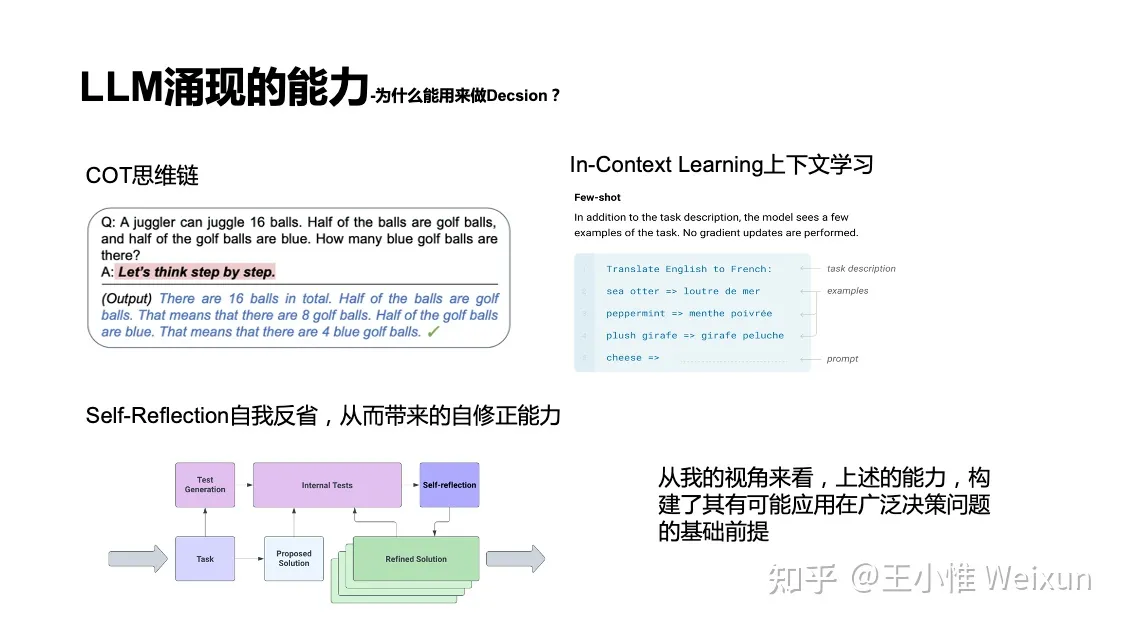 LLM涌现的能力-为什么能用来做Decsion？
COT思维链
Q: A juggler can juggle 16 balls. Half of the balls are golf balls,
and half of the golf balls are blue. How many blue golf balls are
there?
A: Let's think step by step.
(Output) There are 16 balls in total. Half of the balls are golf
balls. That means that there are 8 golf balls. Half of the golf balls
are blue. That means that there are 4 blue golf balls. ✓
In-Context Learning上下文学习
Few-shot
In addition to the task description, the model sees a few
examples of the task. No gradient updates are performed.
Translate English to French: task description
sea otter => loutre de mer examples
peppermint => menthe poivrée
plush girafe => girafe peluche
cheese => prompt
Self-Reflection自我反省，从而带来的自修正能力
Test
Generation
Internal Tests
Self-reflection
Task
Proposed
Solution
Refined Solution
从我的视角来看，上述的能力，构
建了其有可能应用在广泛决策问题
的基础前提
知乎 @王小惟 Weixun